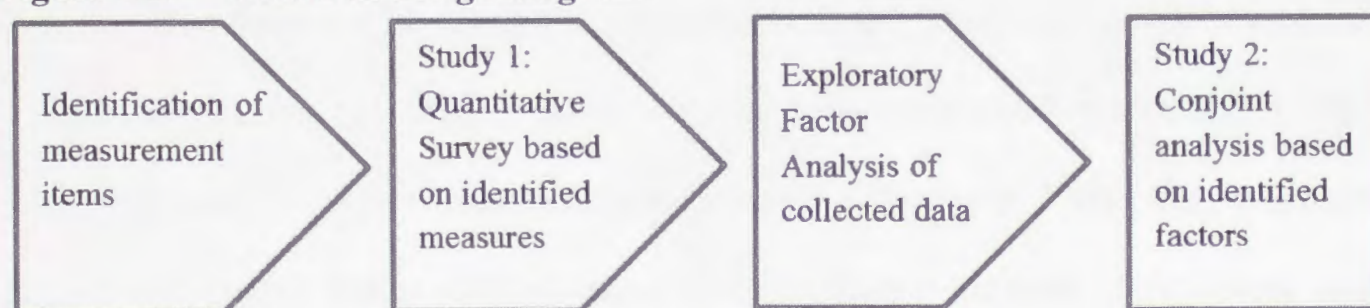 Identification of
measurement
items
Study 1:
Quantitative
Survey based
on identified
measures
Exploratory
Factor
Analysis of
collected data
Study 2:
Conjoint
analysis based
on identified
factors